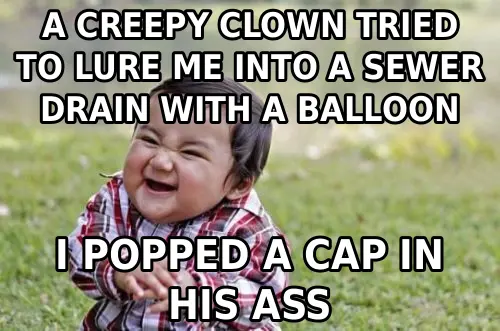 A CREEPY CLOWN TRIED
TO LURE ME INTO A SEWER
DRAIN WITH A BALLOON
I POPPED A CAP IN
HIS ASS